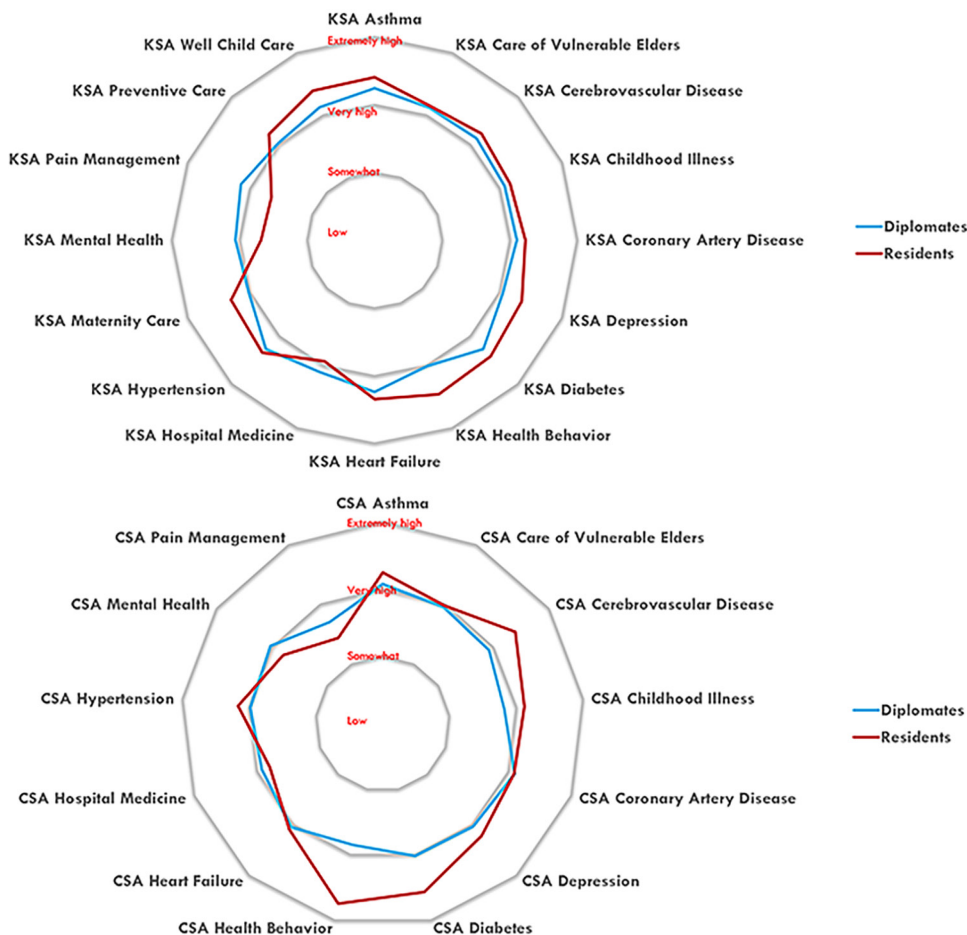 KSA Asthma
Extremely high
KSA Well Child Care
KSA Care of Vulnerable Elders
KSA Preventive Care
KSA Cerebrovascular Disease
Very high
KSA Pain Management
KSA Childhood Illness
Somewhat
KSA Mental Health
Low
KSA Coronary Artery Disease
Diplomates
Residents
KSA Maternity Care
KSA Depression
KSA Hypertension
KSA Diabetes
KSA Hospital Medicine
KSA Health Behavior
KSA Heart Failure
CSA Asthma
Extremely high
CSA Pain Management
CSA Care of Vulnerable Elders
Very high
CSA Mental Health
CSA Cerebrovascular Disease
Somewhat
CSA Hypertension
CSA Childhood Illness
Low
Diplomates
Residents
CSA Hospital Medicine
CSA Coronary Artery Disease
CSA Heart Failure
CSA Depression
CSA Health Behavior
CSA Diabetes